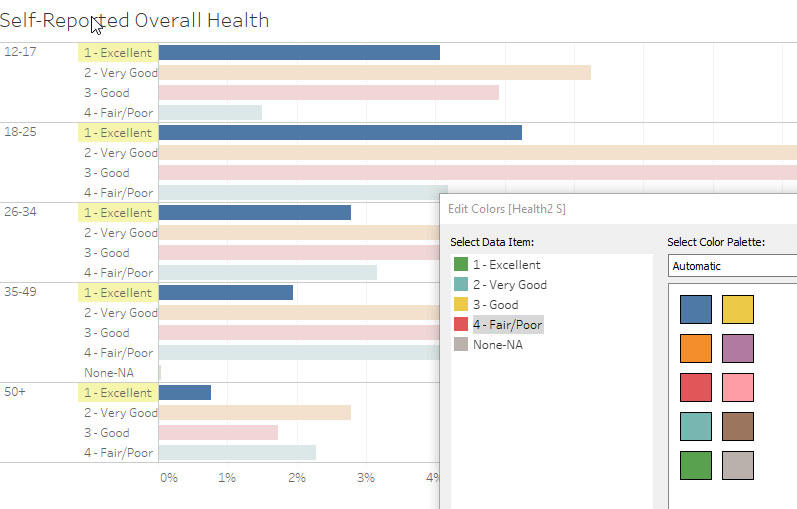 Self-Reported Overall Health
12-17
1 - Excellent
2 - Very Good
3 - Good
4 - Fair/Poor
18-25
1 - Excellent
2 - Very Good
3 - Good
4 - Fair/Poor
26-34
1 - Excellent
2 - Very Good
3 - Good
4 - Fair/Poor
35-49
1 - Excellent
2 - Very Good
3 - Good
4 - Fair/Poor
None-NA
50+
1 - Excellent
2 - Very Good
3 - Good
4 - Fair/Poor
0% 1% 2% 3% 4%
Edit Colors [Health2 S]
Select Data Item:
1 - Excellent
2 - Very Good
3 - Good
4 - Fair/Poor
None-NA
Select Color Palette:
Automatic